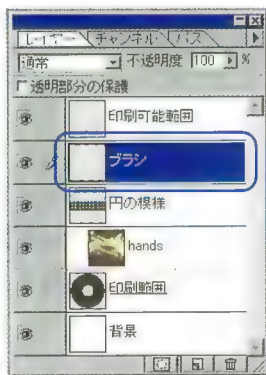 レイヤー チャンネル パス
通常 不透明度 100 %
透明部分の保護
印刷可能範囲
ブラシ
円の模様
hands
印刷範囲
背景